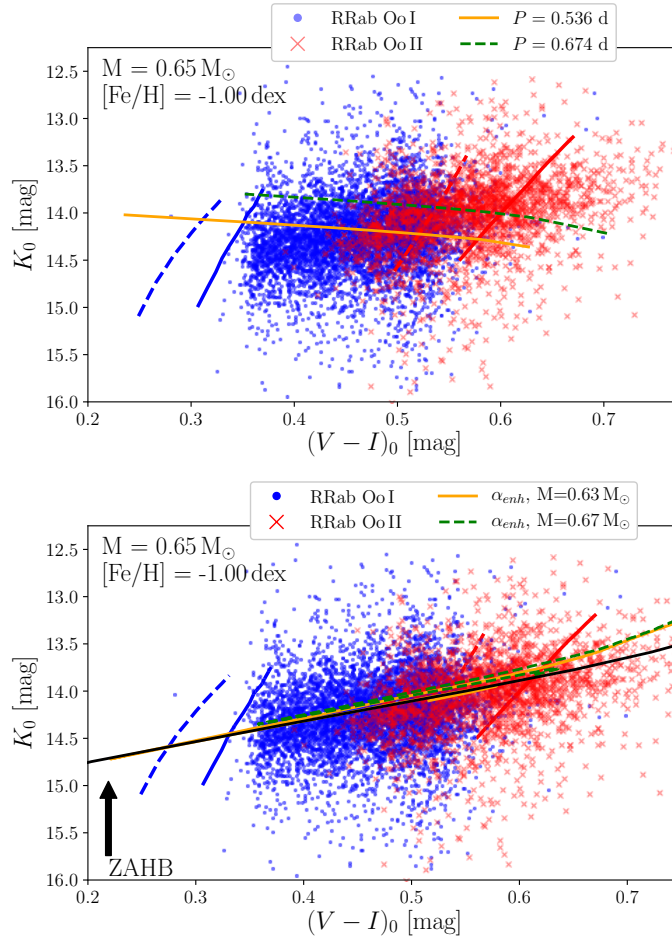 RRab Oo I
RRab Oo II
P = 0.536 d
P = 0.674 d
M = 0.65 M⊙
[Fe/H] = -1.00 dex
12.5
13.0
13.5
14.0
14.5
15.0
15.5
16.0
K0 [mag]
0.2 0.3 0.4 0.5 0.6 0.7
(V − I)0 [mag]
RRab Oo I
RRab Oo II
αenh, M=0.63 M⊙
αenh, M=0.67 M⊙
M = 0.65 M⊙
[Fe/H] = -1.00 dex
12.5
13.0
13.5
14.0
14.5
15.0
15.5
16.0
K0 [mag]
ZAHB
0.2 0.3 0.4 0.5 0.6 0.7
(V − I)0 [mag]